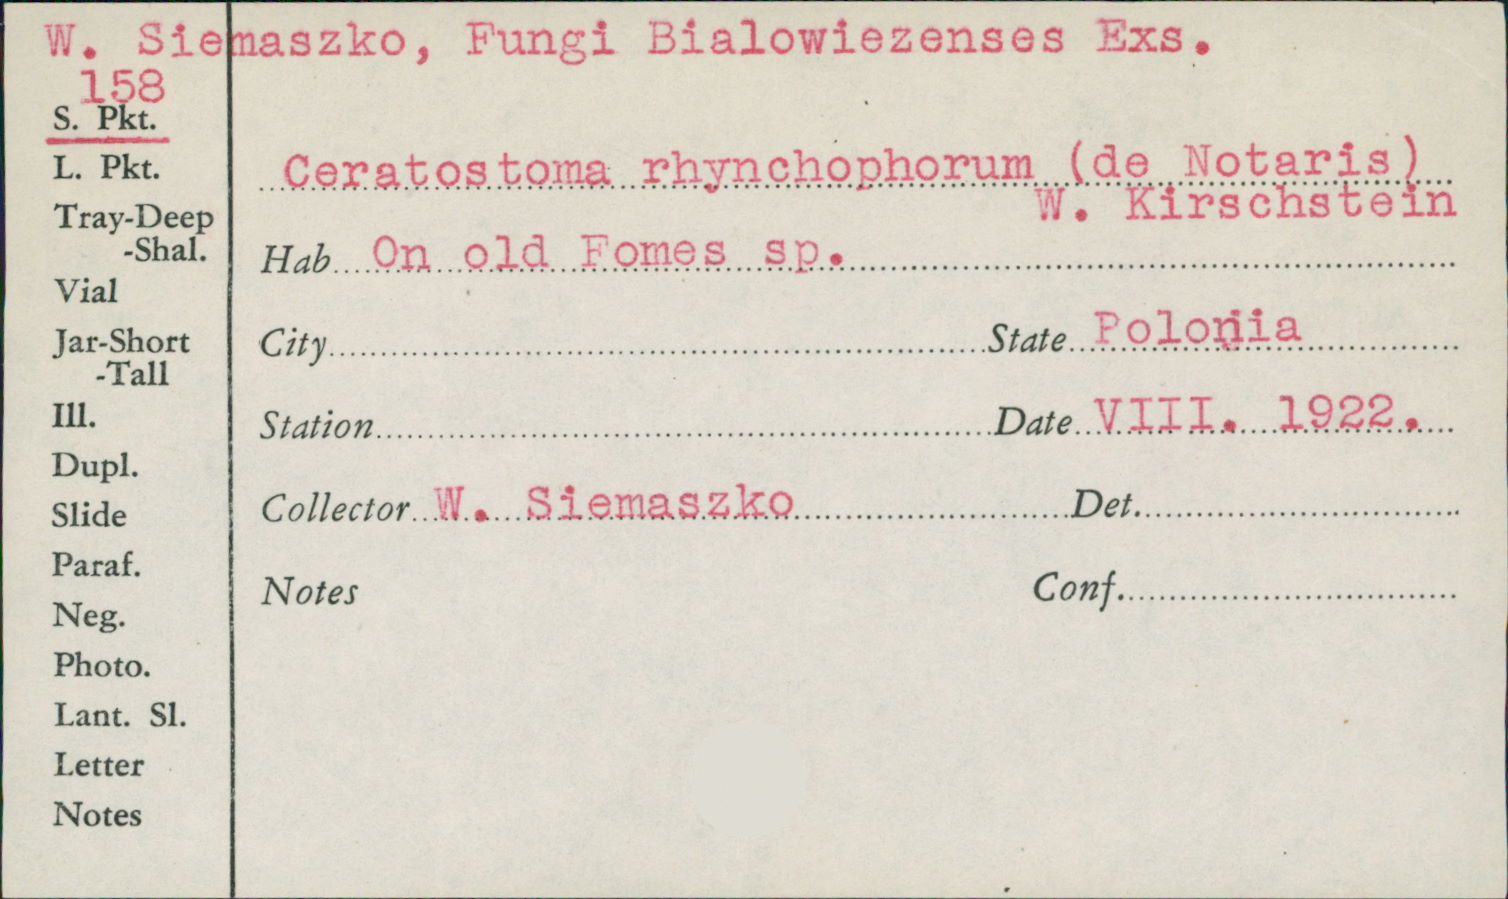 W. Siemaszko, Fungi Bialowiezenses Exs.
158
S. Pkt.
L. Pkt.
Tray-Deep
-Shal.
Vial
Jar-Short
-Tall
Ill.
Dupl.
Slide
Paraf.
Neg.
Photo.
Lant. Sl.
Letter
Notes
Ceratostoma rhynchophorum (de Notaris)
W. Kirschstein
Hab. On old Fomes sp.
City State Polonia
Station Date VIII. 1922.
Collector W. Siemaszko Det.
Notes Conf.